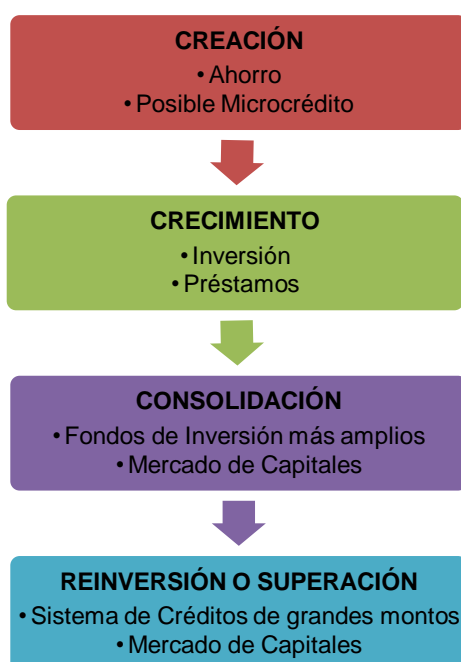 CREACIÓN
• Ahorro
• Posible Microcrédito
CRECIMIENTO
• Inversión
• Préstamos
CONSOLIDACIÓN
• Fondos de Inversión más amplios
• Mercado de Capitales
REINVERSIÓN O SUPERACIÓN
• Sistema de Créditos de grandes montos
• Mercado de Capitales